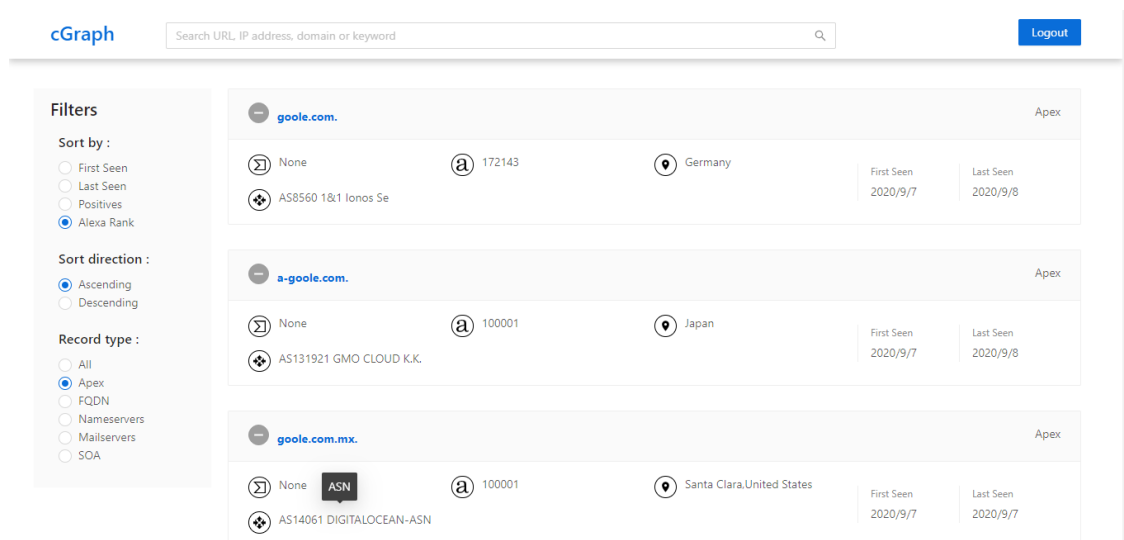 cGraph
Search URL, IP address, domain or keyword
Logout
Filters
Sort by :
First Seen
Last Seen
Positives
Alexa Rank
Sort direction :
Ascending
Descending
Record type :
All
Apex
FQDN
Nameservers
Mailservers
SOA
goole.com.
Apex
None
a 172143
Germany
First Seen
Last Seen
AS8560 1&1 Ionos Se
2020/9/7
2020/9/8
a-goole.com.
Apex
None
a 100001
Japan
First Seen
Last Seen
AS131921 GMO CLOUD K.K.
2020/9/7
2020/9/8
goole.com.mx.
Apex
None
ASN
a 100001
Santa Clara,United States
First Seen
Last Seen
AS14061 DIGITALOCEAN-ASN
2020/9/7
2020/9/7